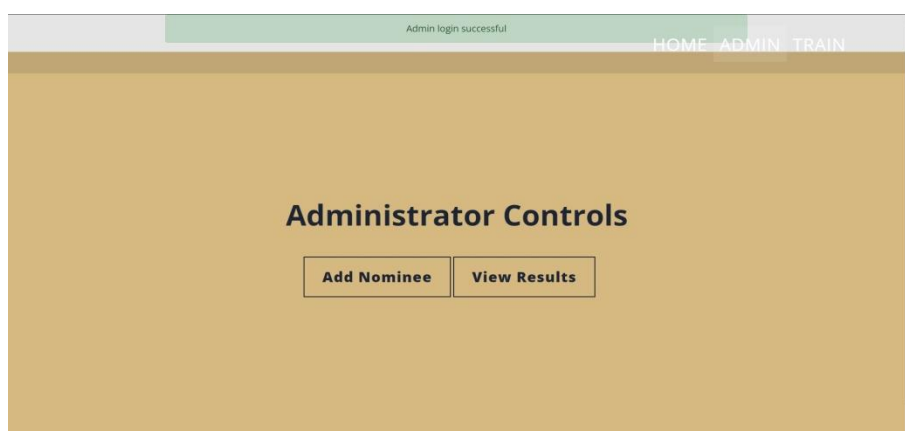 Admin login successful
HOME ADMIN TRAIN
Administrator Controls
Add Nominee View Results